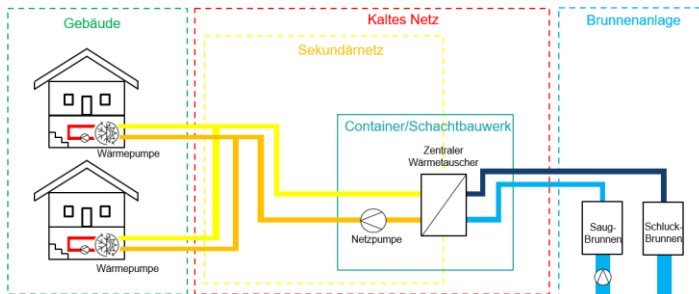 Gebäude
Kaltes Netz
Brunnenanlage
Sekundärnetz
Container/Schachtbauwerk
Zentraler
Wärmetauscher
Wärmepumpe
Netzpumpe
Saug-
Brunnen
Schluck-
Brunnen
Wärmepumpe